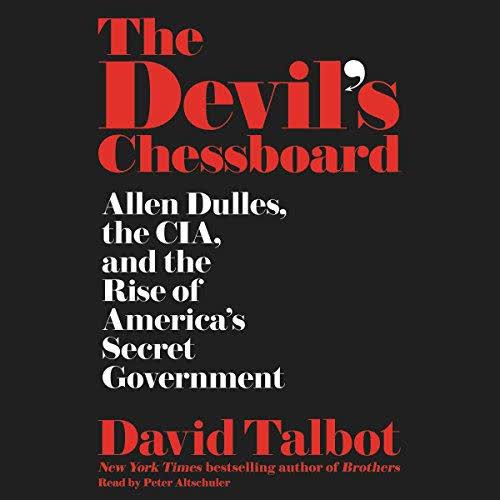 The
Devil's
Chessboard
Allen Dulles,
the CIA,
and the
Rise of
America's
Secret
Government
David Talbot
New York Times bestselling author of Brothers
Read by Peter Altschuler